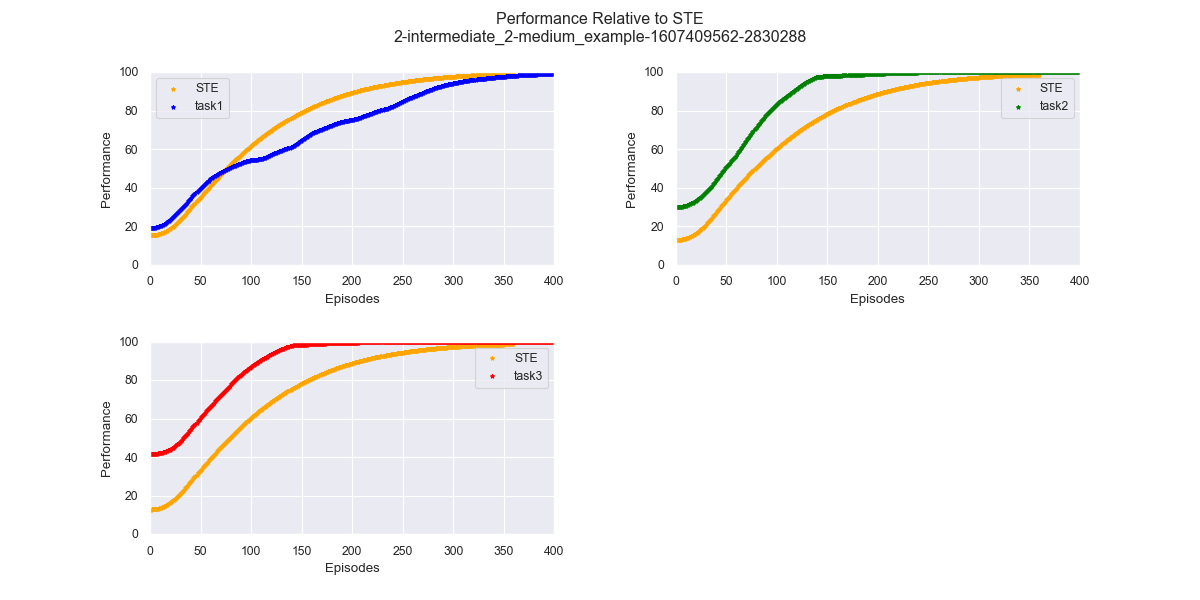 Performance Relative to STE
2-intermediate_2-medium_example-1607409562-2830288
100
80
60
40
20
0
Performance
STE
task1
0 50 100 150 200 250 300 350 400
Episodes
100
80
60
40
20
0
Performance
STE
task2
0 50 100 150 200 250 300 350 400
Episodes
100
80
60
40
20
0
Performance
STE
task3
0 50 100 150 200 250 300 350 400
Episodes